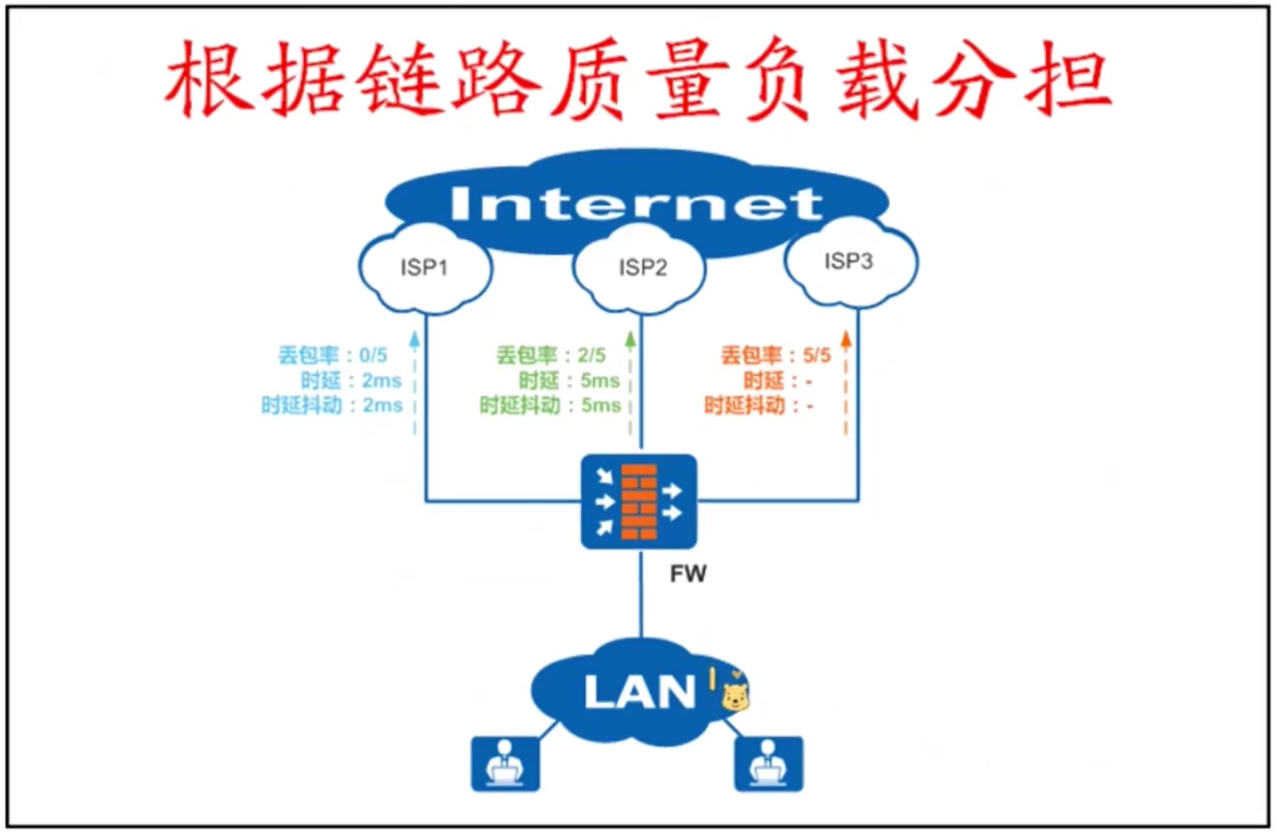 根据链路质量负载分担
Internet
ISP1
ISP2
ISP3
丢包率：0/5
时延：2ms
时延抖动：2ms
丢包率：2/5
时延：5ms
时延抖动：5ms
丢包率：5/5
时延：-
时延抖动：-
FW
LAN